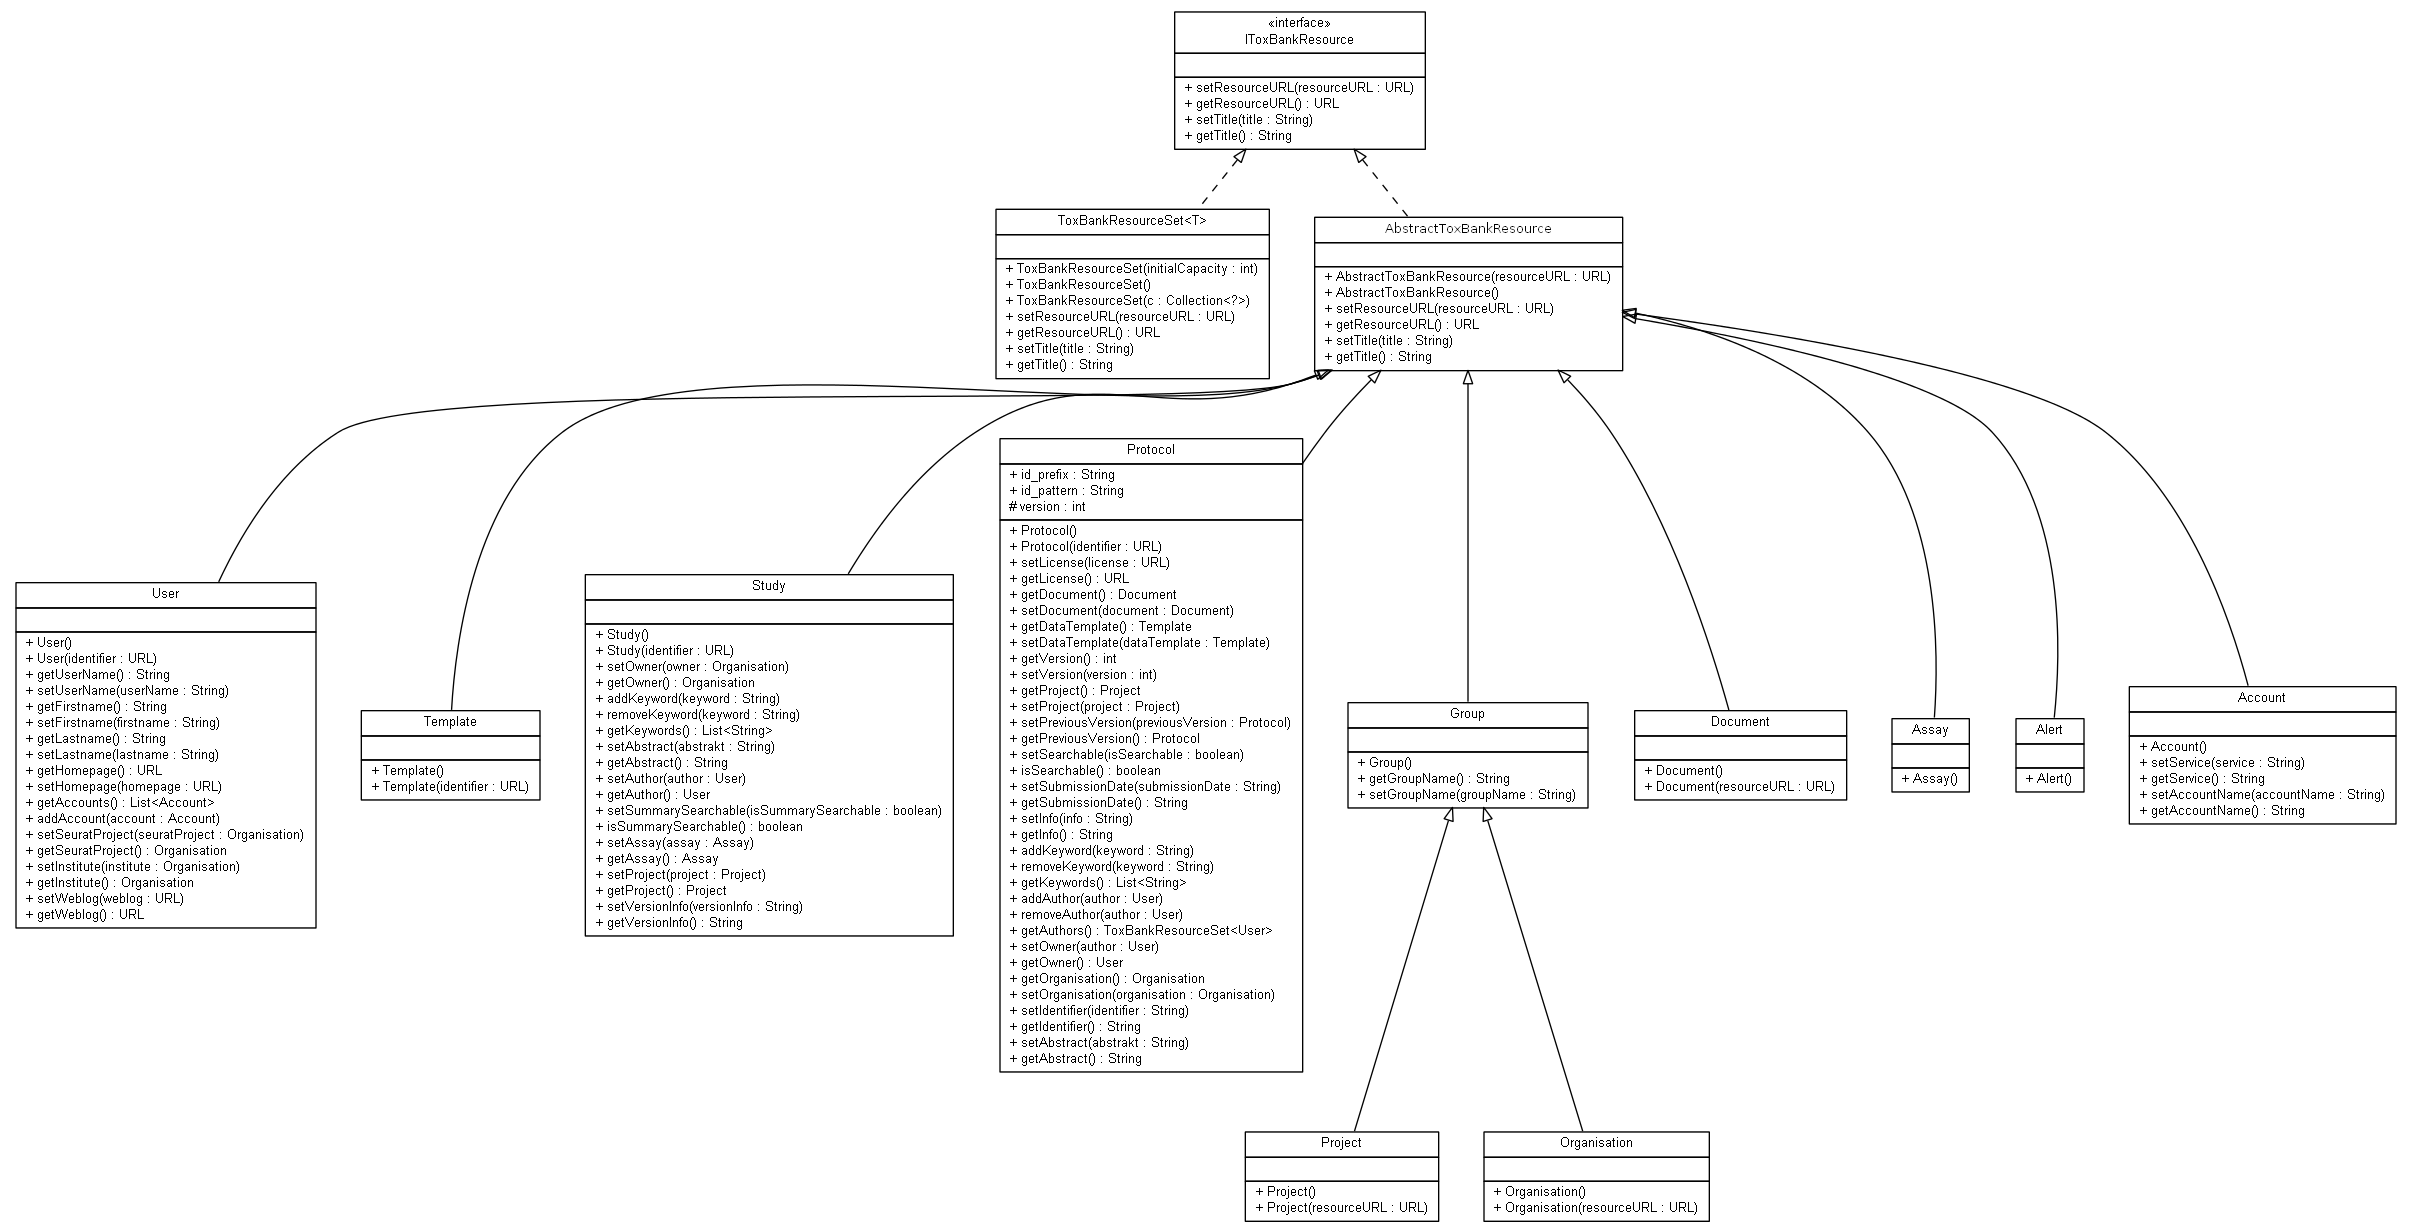 «interface»
IToxBankResource
+ setResourceURL(resourceURL : URL)
+ getResourceURL() : URL
+ setTitle(title : String)
+ getTitle() : String
ToxBankResourceSet<T>
+ ToxBankResourceSet(initialCapacity : int)
+ ToxBankResourceSet()
+ ToxBankResourceSet(c : Collection<?>)
+ setResourceURL(resourceURL : URL)
+ getResourceURL() : URL
+ setTitle(title : String)
+ getTitle() : String
AbstractToxBankResource
+ AbstractToxBankResource(resourceURL : URL)
+ AbstractToxBankResource()
+ setResourceURL(resourceURL : URL)
+ getResourceURL() : URL
+ setTitle(title : String)
+ getTitle() : String
User
+ User()
+ User(identifier : URL)
+ getUserName() : String
+ setUserName(userName : String)
+ getFirstname() : String
+ setFirstname(firstname : String)
+ getLastname() : String
+ setLastname(lastname : String)
+ getHomepage() : URL
+ setHomepage(homepage : URL)
+ getAccounts() : List<Account>
+ addAccount(account : Account)
+ setSeuratProject(seuratProject : Organisation)
+ getSeuratProject() : Organisation
+ setInstitute(institute : Organisation)
+ getInstitute() : Organisation
+ setWeblog(weblog : URL)
+ getWeblog() : URL
Template
+ Template()
+ Template(identifier : URL)
Study
+ Study()
+ Study(identifier : URL)
+ setOwner(owner : Organisation)
+ getOwner() : Organisation
+ addKeyword(keyword : String)
+ removeKeyword(keyword : String)
+ getKeywords() : List<String>
+ setAbstract(abstrakt : String)
+ getAbstract() : String
+ setAuthor(author : User)
+ getAuthor() : User
+ setSummarySearchable(isSummarySearchable : boolean)
+ isSummarySearchable() : boolean
+ setAssay(assay : Assay)
+ getAssay() : Assay
+ setProject(project : Project)
+ getProject() : Project
+ setVersionInfo(versionInfo : String)
+ getVersionInfo() : String
Protocol
+ id_prefix : String
+ id_pattern : String
# version : int
+ Protocol()
+ Protocol(identifier : URL)
+ setLicense(license : URL)
+ getLicense() : URL
+ getDocument() : Document
+ setDocument(document : Document)
+ getDataTemplate() : Template
+ setDataTemplate(dataTemplate : Template)
+ getVersion() : int
+ setVersion(version : int)
+ getProject() : Project
+ setProject(project : Project)
+ setPreviousVersion(previousVersion : Protocol)
+ getPreviousVersion() : Protocol
+ setSearchable(isSearchable : boolean)
+ isSearchable() : boolean
+ setSubmissionDate(submissionDate : String)
+ getSubmissionDate() : String
+ setInfo(info : String)
+ getInfo() : String
+ addKeyword(keyword : String)
+ removeKeyword(keyword : String)
+ getKeywords() : List<String>
+ addAuthor(author : User)
+ removeAuthor(author : User)
+ getAuthors() : ToxBankResourceSet<User>
+ setOwner(author : User)
+ getOwner() : User
+ getOrganisation() : Organisation
+ setOrganisation(organisation : Organisation)
+ setIdentifier(identifier : String)
+ getIdentifier() : String
+ setAbstract(abstrakt : String)
+ getAbstract() : String
Group
+ Group()
+ getGroupName() : String
+ setGroupName(groupName : String)
Document
+ Document()
+ Document(resourceURL : URL)
Assay
+ Assay()
Alert
+ Alert()
Account
+ Account()
+ setService(service : String)
+ getService() : String
+ setAccountName(accountName : String)
+ getAccountName() : String
Project
+ Project()
+ Project(resourceURL : URL)
Organisation
+ Organisation()
+ Organisation(resourceURL : URL)